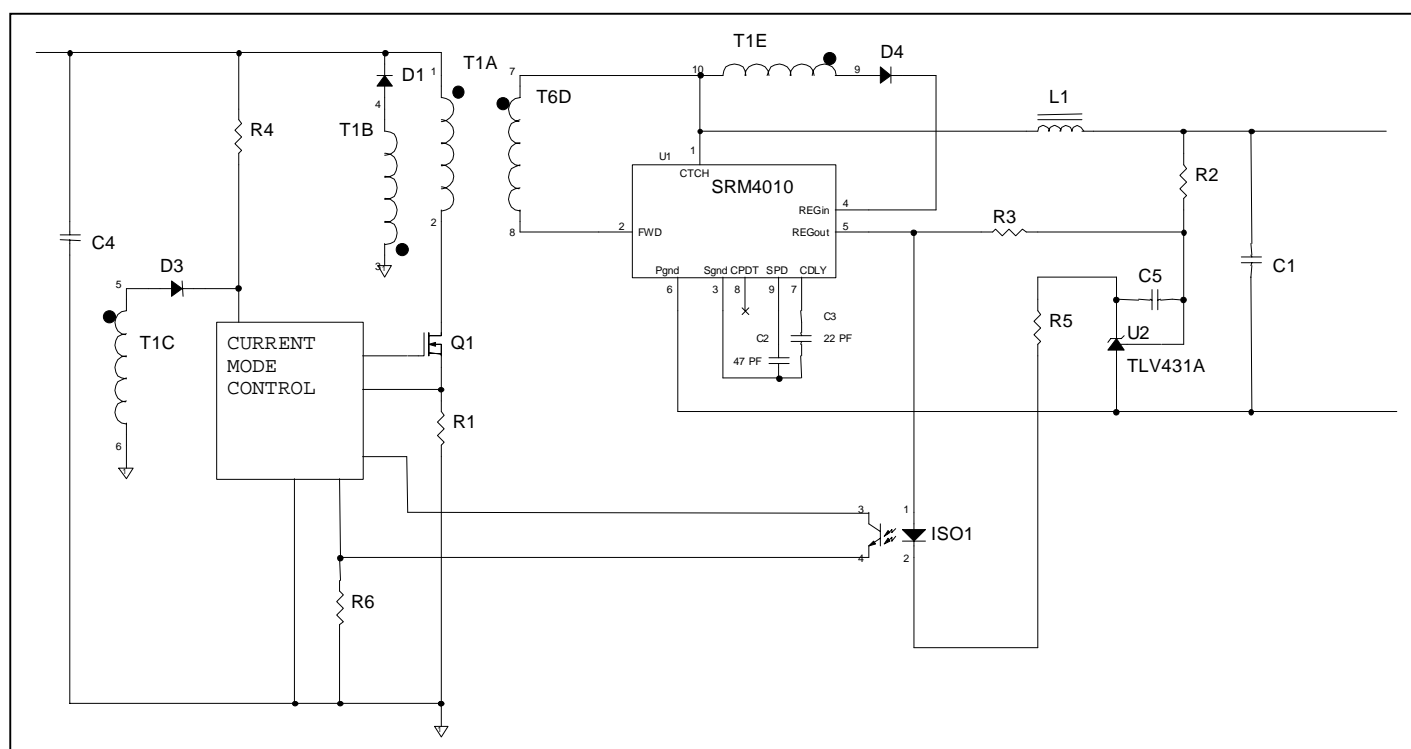 T1E
D4
10
9
1
T1A
7
T6D
D1
4
T1B
R4
L1
U1
1
CTCH
SRM4010
R2
REGin
4
REGout
5
R3
2
8
2
FWD
C4
3
Pgnd
Sgnd
CPDT
SPD
CDLY
6
3
8
9
7
C5
C1
D3
5
T1C
6
C3
22 PF
C2
47 PF
R5
U2
TLV431A
CURRENT
MODE
CONTROL
Q1
R1
3
4
1
2
ISO1
R6